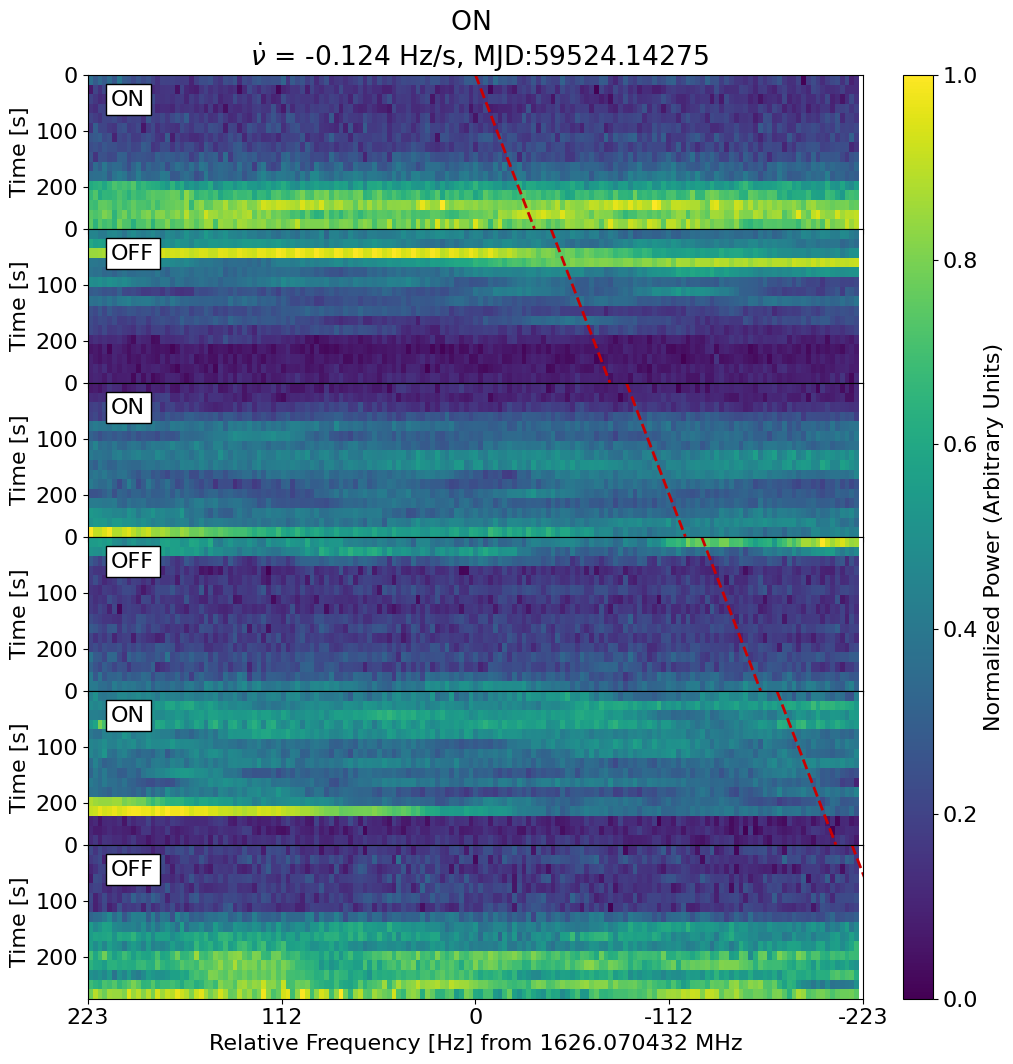 ON
ν̇ = -0.124 Hz/s, MJD:59524.14275
0
ON
100
Time [s]
200
0
OFF
100
Time [s]
200
0
ON
100
Time [s]
200
0
OFF
100
Time [s]
200
0
ON
100
Time [s]
200
0
OFF
100
Time [s]
200
223 112 0 -112 -223
Relative Frequency [Hz] from 1626.070432 MHz
1.0
0.8
0.6
0.4
0.2
0.0
Normalized Power (Arbitrary Units)